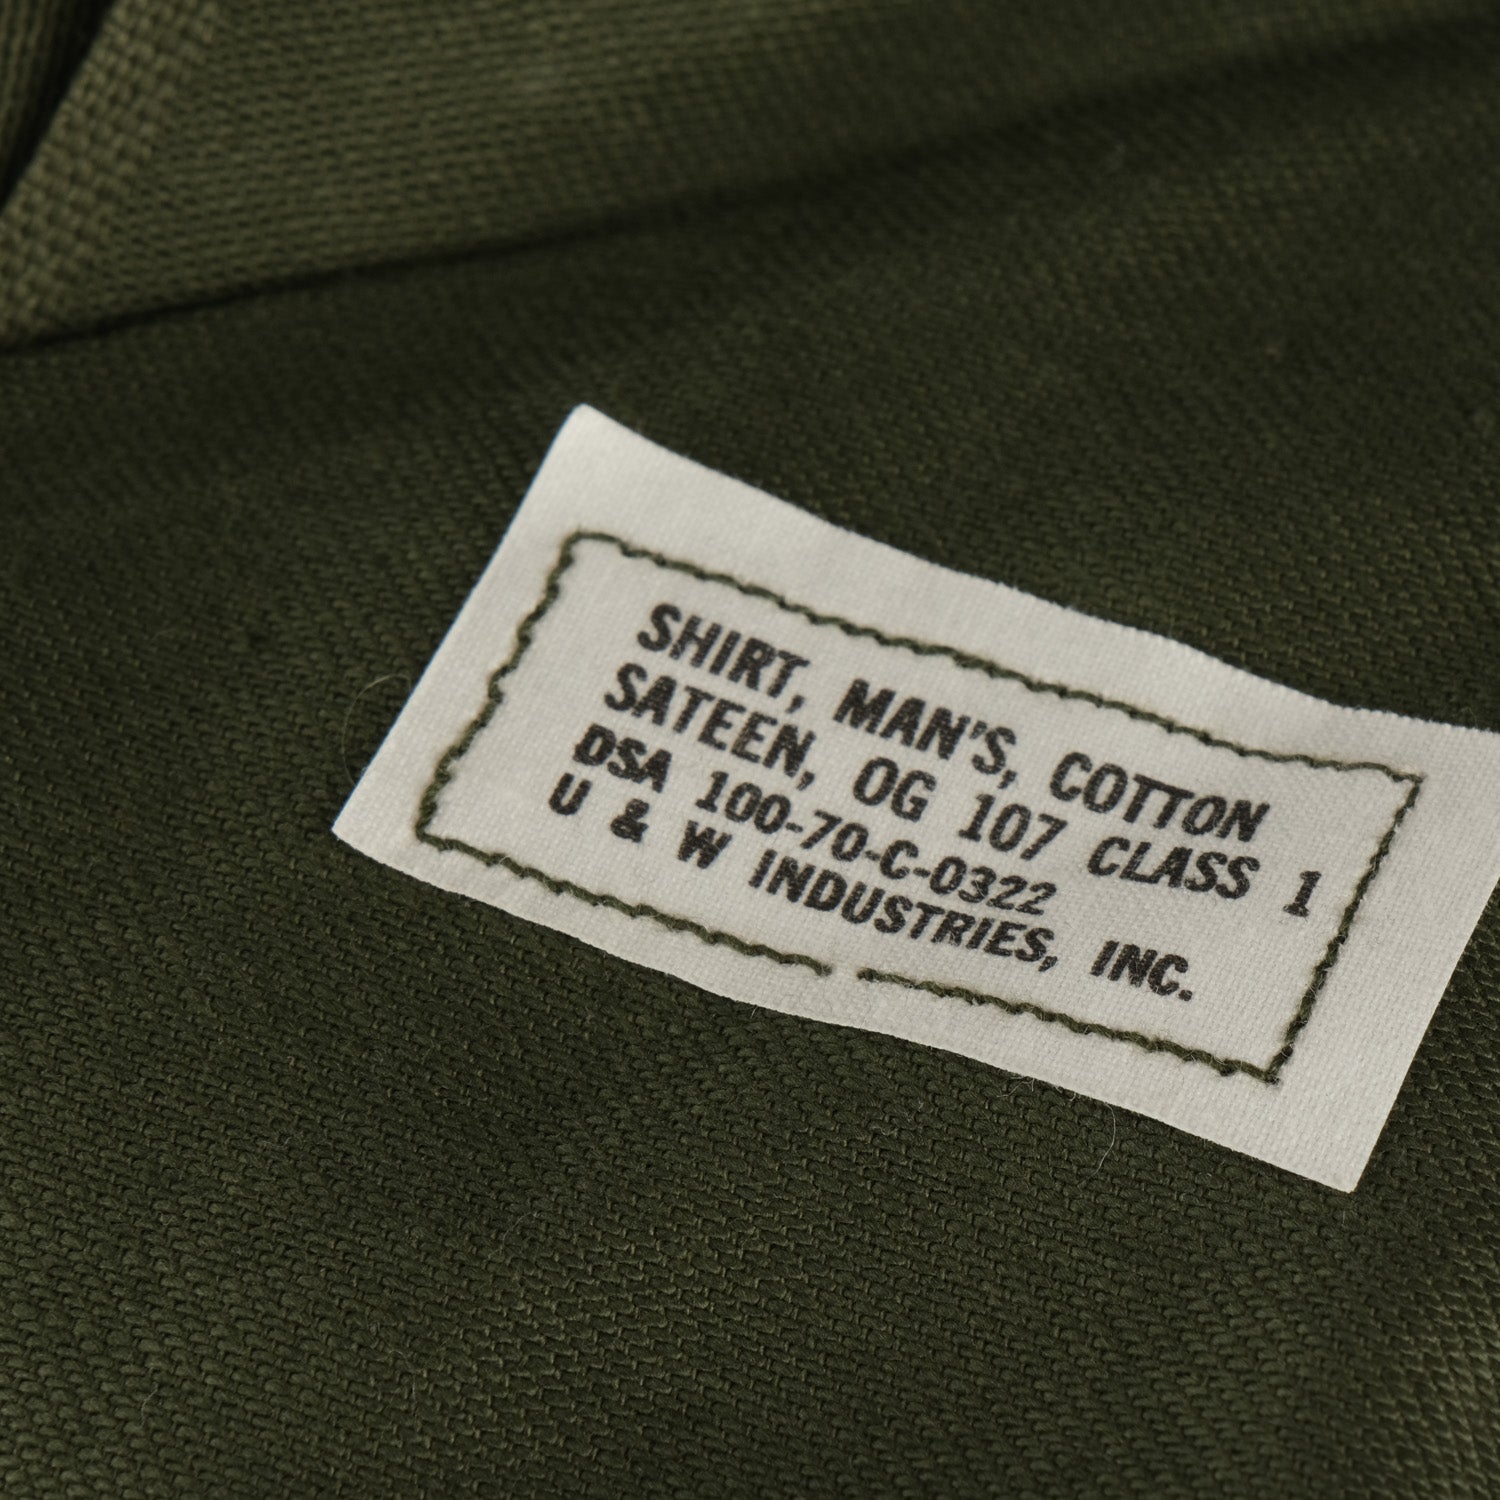 SHIRT, MAN'S, COTTON
SATEEN, OG 107 CLASS 1
DSA 100-70-C-0322
U & W INDUSTRIES, INC.